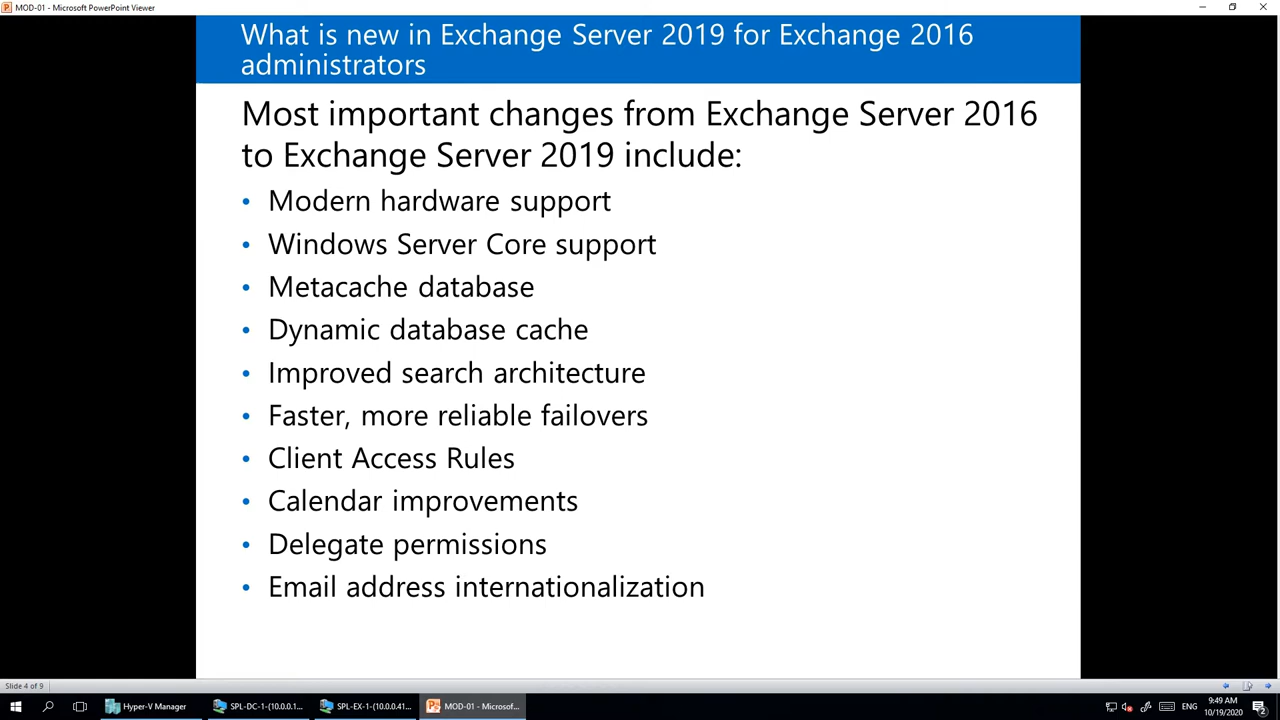 MOD-01 - Microsoft PowerPoint Viewer
What is new in Exchange Server 2019 for Exchange 2016
administrators
Most important changes from Exchange Server 2016
to Exchange Server 2019 include:
• Modern hardware support
• Windows Server Core support
• Metacache database
• Dynamic database cache
• Improved search architecture
• Faster, more reliable failovers
• Client Access Rules
• Calendar improvements
• Delegate permissions
• Email address internationalization
Slide 4 of 9
Hyper-V Manager
SPL-DC-1-(10.0.0.1...
SPL-EX-1-(10.0.0.41...
MOD-01 - Microsof...
ENG
9:49 AM
10/19/2020
2